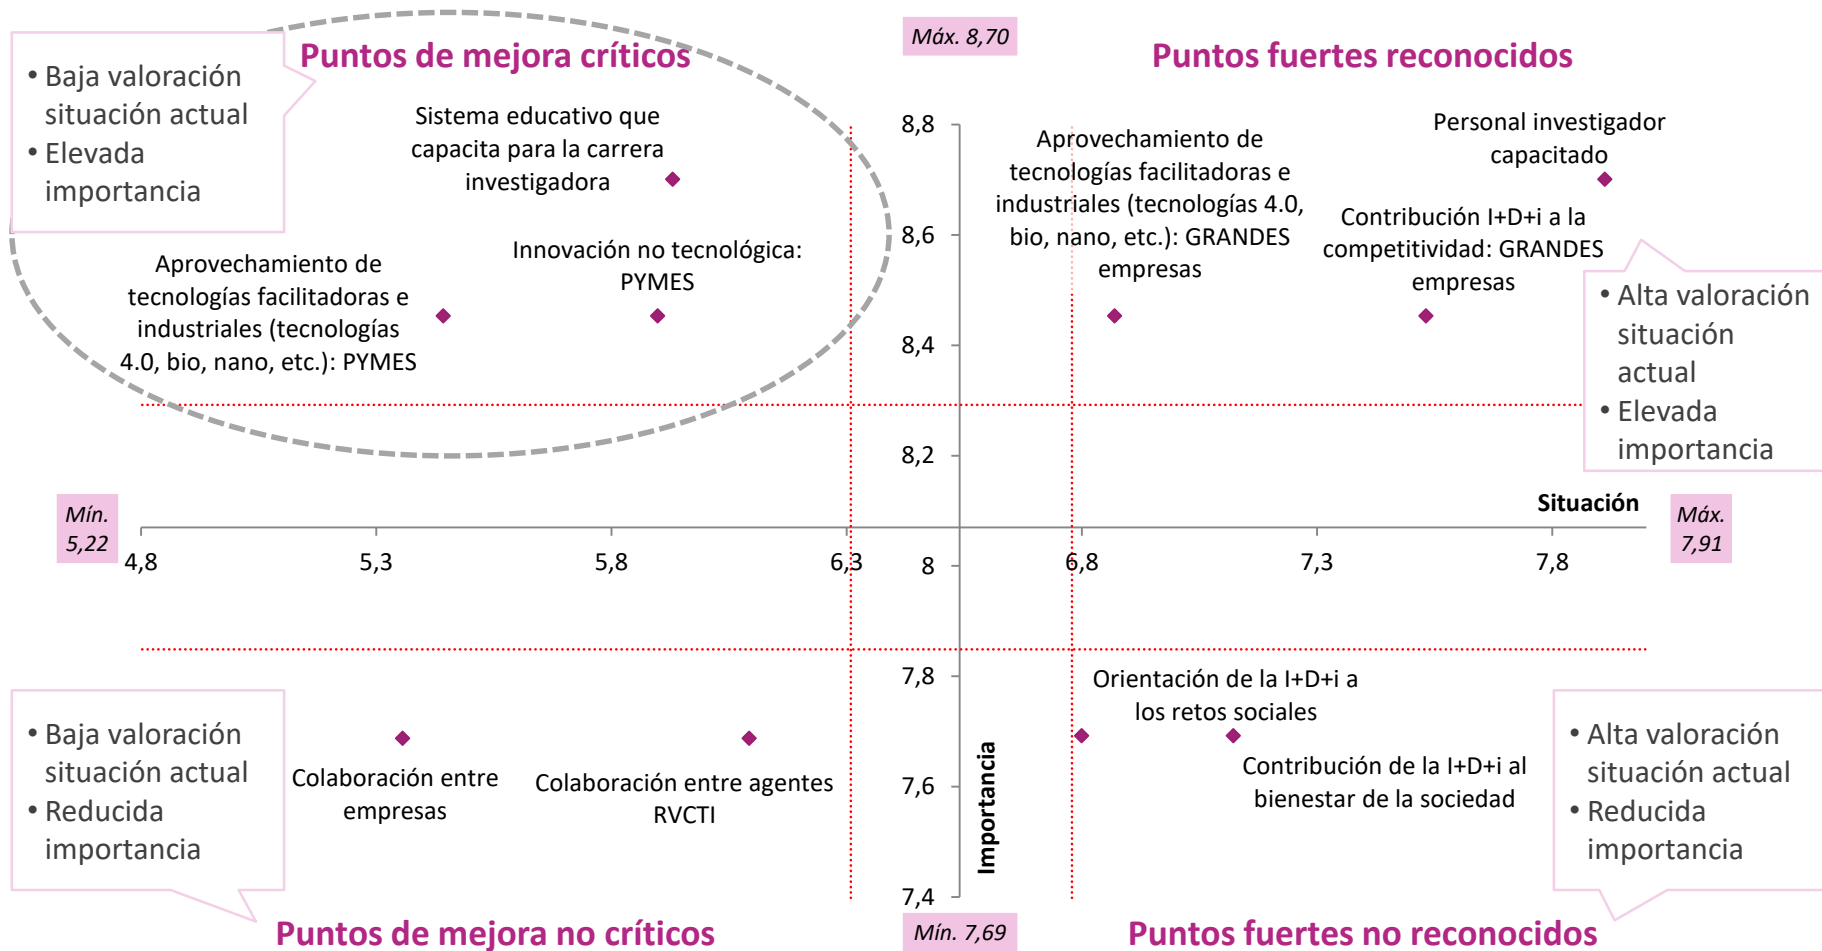 Puntos de mejora críticos
• Baja valoración
situación actual
• Elevada
importancia
Sistema educativo que
capacita para la carrera
investigadora
Innovación no tecnológica:
PYMES
Aprovechamiento de
tecnologías facilitadoras e
industriales (tecnologías
4.0, bio, nano, etc.): PYMES
Máx. 8,70
Puntos fuertes reconocidos
Aprovechamiento de
tecnologías facilitadoras e
industriales (tecnologías 4.0,
bio, nano, etc.): GRANDES
empresas
Personal investigador
capacitado
Contribución I+D+i a la
competitividad: GRANDES
empresas
• Alta valoración
situación
actual
• Elevada
importancia
8,8
8,6
8,4
8,2
8
7,8
7,6
7,4
Situación
Mín.
5,22
Máx.
7,91
4,8
5,3
5,8
6,3
6,8
7,3
7,8
Importancia
• Baja valoración
situación actual
• Reducida
importancia
Colaboración entre
empresas
Colaboración entre agentes
RVCTI
Orientación de la I+D+i a
los retos sociales
Contribución de la I+D+i al
bienestar de la sociedad
• Alta valoración
situación actual
• Reducida
importancia
Puntos de mejora no críticos
Mín. 7,69
Puntos fuertes no reconocidos